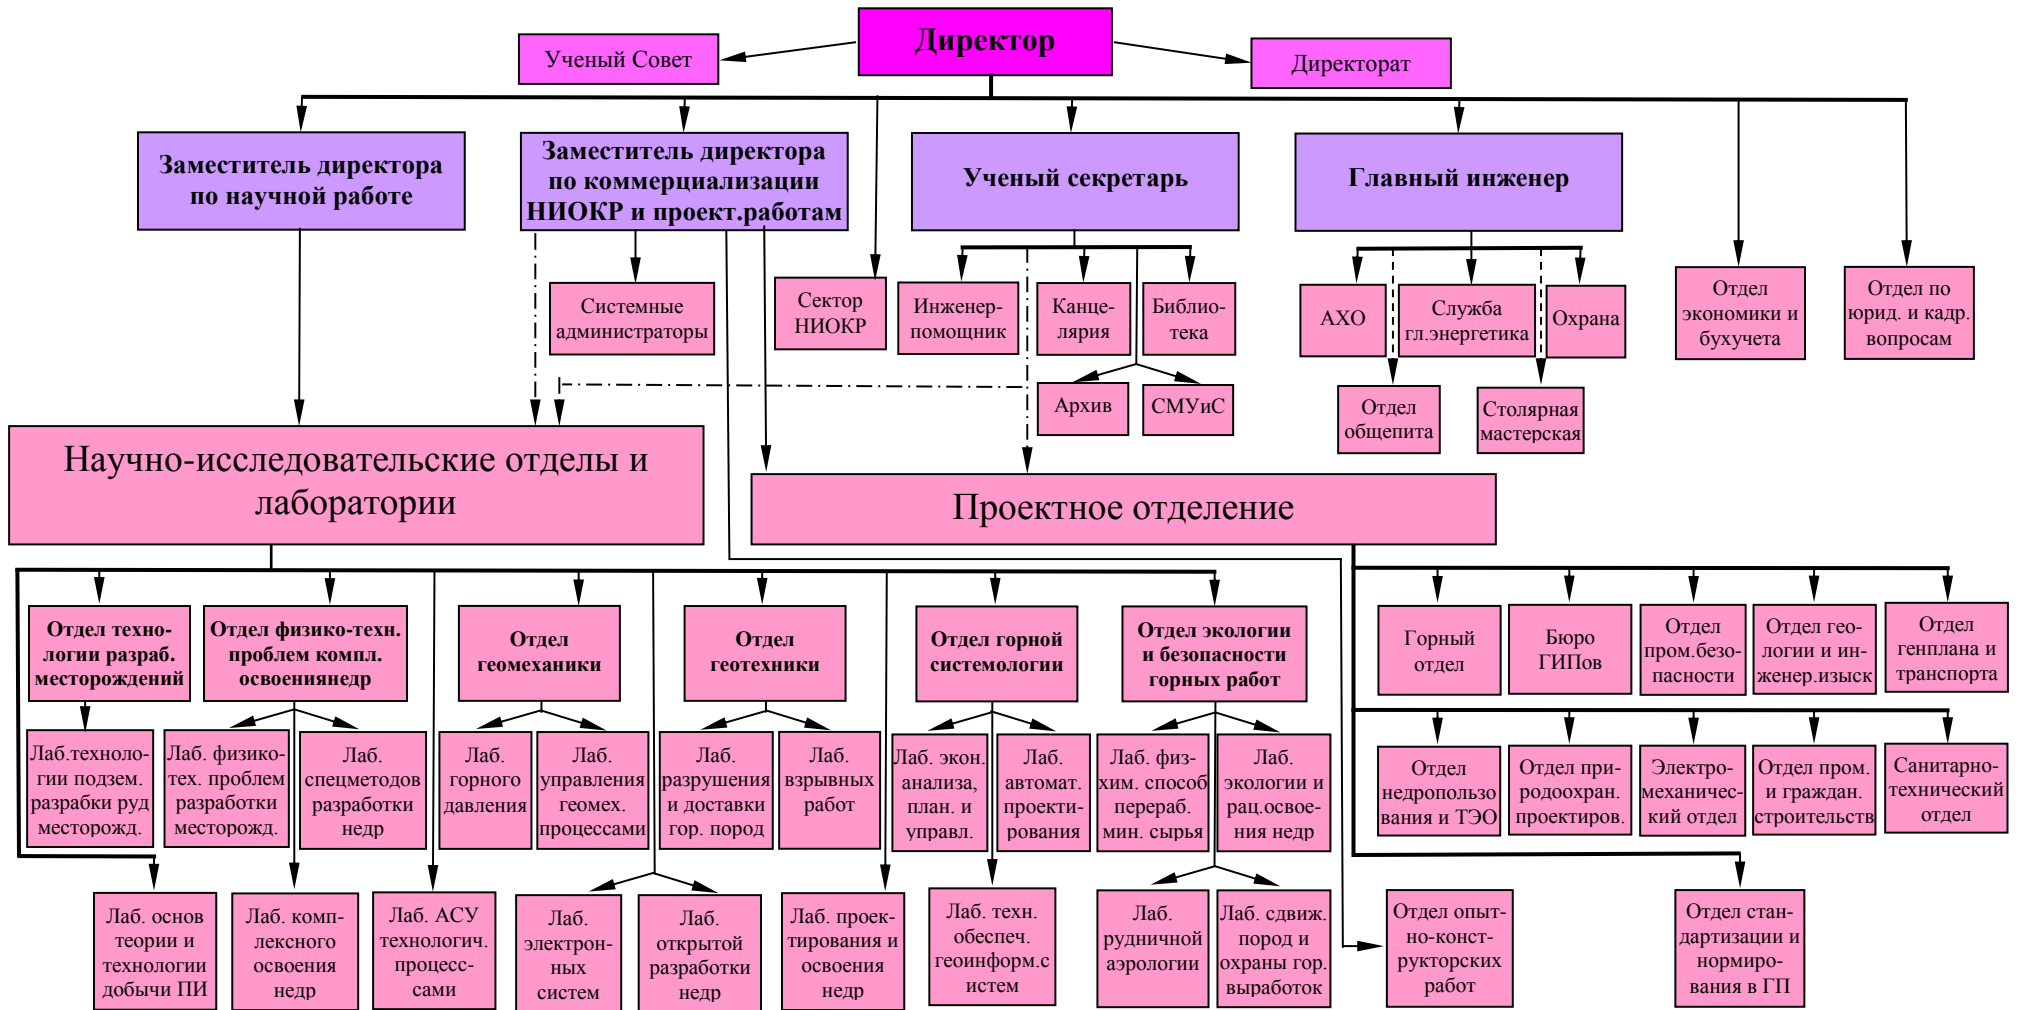 Директор
Ученый Совет
Директорат
Заместитель директора
по научной работе
Заместитель директора
по коммерциализации
НИОКР и проект.работам
Ученый секретарь
Главный инженер
Системные
администраторы
Сектор
НИОКР
Инженер-
помощник
Канце-
лярия
Библио-
тека
АХО
Служба
гл.энергетика
Охрана
Отдел
экономики и
бухучета
Отдел по
юрид. и кадр.
вопросам
Архив
СМУиС
Отдел
общепита
Столярная
мастерская
Научно-исследовательские отделы и
лаборатории
Проектное отделение
Отдел техно-
логии разраб.
месторождений
Отдел физико-техн.
проблем компл.
освоениянедр
Отдел
геомеханики
Отдел
геотехники
Отдел горной
системологии
Отдел экологии
и безопасности
горных работ
Горный
отдел
Бюро
ГИПов
Отдел
пром.безо-
пасности
Отдел гео-
логии и ин-
женер.изыск
Отдел
генплана и
транспорта
Лаб.техноло-
гии подзем.
разрабки руд
месторожд.
Лаб. физико-
тех. проблем
разработки
месторожд.
Лаб.
спецметодов
разработки
недр
Лаб.
горного
давления
Лаб.
управления
геомех.
процессами
Лаб.
разрушения
и доставки
гор. пород
Лаб.
взрывных
работ
Лаб. экон.
анализа,
план. и
управл.
Лаб.
автомат.
проекти-
рования
Лаб. физ-
хим. способ
перераб.
мин. сырья
Лаб.
экологии и
рац.освое-
ния недр
Отдел
недропользо
вания и ТЭО
Отдел при-
родоохран.
проектиров.
Электро-
механичес-
кий отдел
Отдел пром.
и граждан.
строительств
Санитарно-
технический
отдел
Лаб. основ
теории и
технологии
добычи ПИ
Лаб. комп-
лексного
освоения
недр
Лаб. АСУ
технологич.
процесс-
сами
Лаб.
электрон-
ных
систем
Лаб.
открытой
разработки
недр
Лаб. проек-
тирования и
освоения
недр
Лаб. техн.
обеспеч.
геоинформ.с
истем
Лаб.
рудничной
аэрологии
Лаб. сдвиж.
пород и
охраны гор.
выработок
Отдел опыт-
но-конст-
рукторских
работ
Отдел стан-
дартизации и
нормиро-
вания в ГП